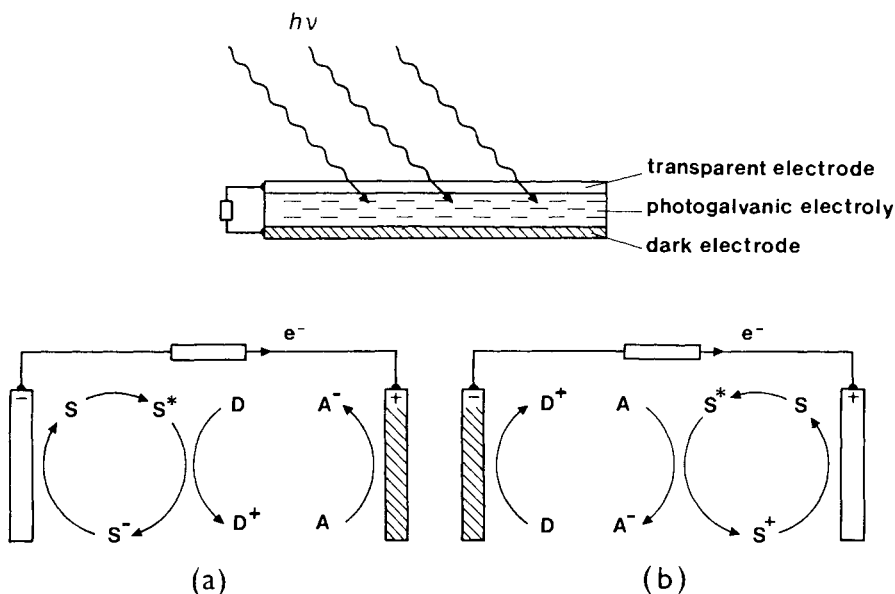 hν
transparent electrode
photogalvanic electroly
dark electrode
e⁻
e⁻
− S S* D A⁻ +
− D⁺ A S* S +
S⁻ D⁺ A
D A⁻ S⁺
(a)
(b)